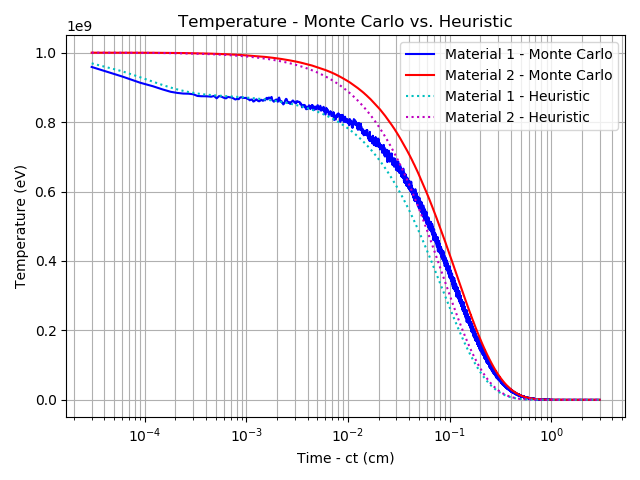 Temperature - Monte Carlo vs. Heuristic
1e9
1.0
0.8
0.6
0.4
0.2
0.0
Temperature (eV)
Material 1 - Monte Carlo
Material 2 - Monte Carlo
Material 1 - Heuristic
Material 2 - Heuristic
10⁻⁴ 10⁻³ 10⁻² 10⁻¹ 10⁰
Time - ct (cm)